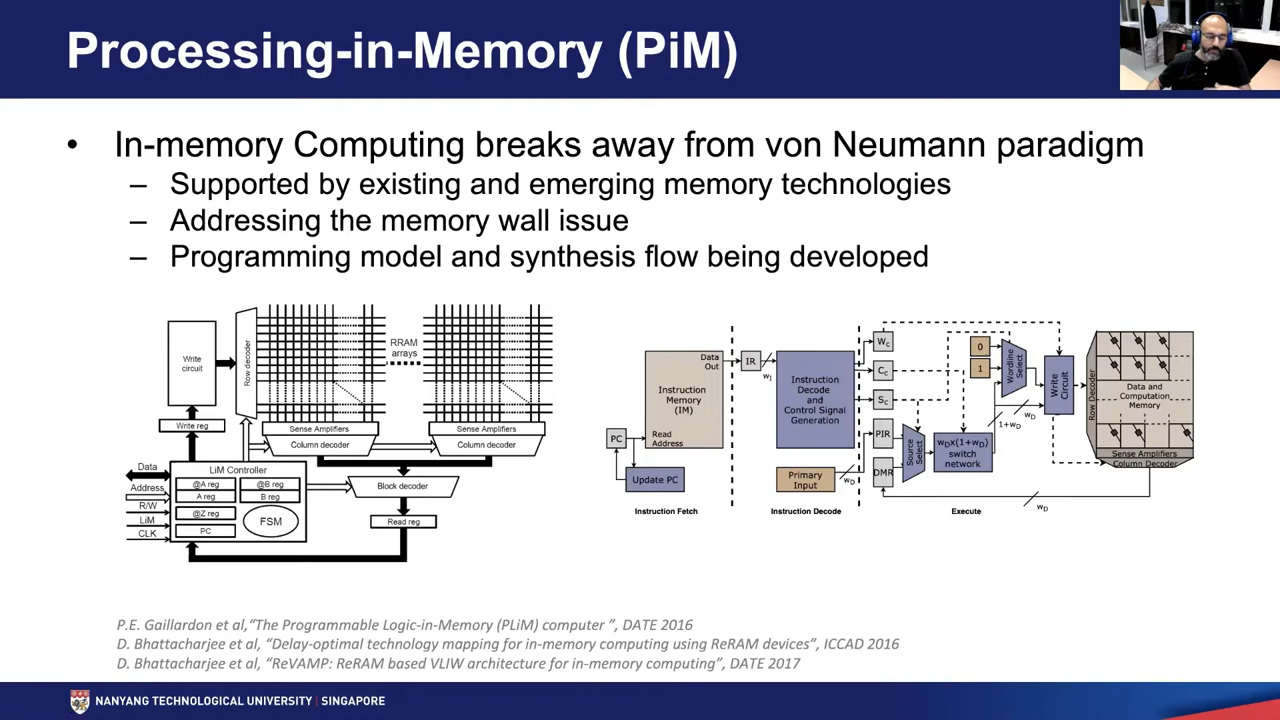 Processing-in-Memory (PiM)
• In-memory Computing breaks away from von Neumann paradigm
– Supported by existing and emerging memory technologies
– Addressing the memory wall issue
– Programming model and synthesis flow being developed
Write
circuit
Row decoder
RRAM
arrays
Write reg
Sense Amplifiers
Column decoder
Sense Amplifiers
Column decoder
Data
Address
R/W
LiM
CLK
LiM Controller
@A reg
@B reg
A reg
B reg
@Z reg
PC
FSM
Block decoder
Read reg
PC
Update PC
Data
Out
Instruction
Memory
(IM)
Read
Address
Instruction Fetch
IR
wI
Instruction
Decode
and
Control Signal
Generation
Primary
Input
wD
Instruction Decode
Wc
Cc
Sc
PIR
DMR
Source
Select
wDx(1+wD)
switch
network
0
1
Wordline
Select
1+wD
wD
Write
Circuit
Row Decoder
Data and
Computation
Memory
Sense Amplifiers
Column Decoder
wD
Execute
P.E. Gaillardon et al,“The Programmable Logic-in-Memory (PLiM) computer ”, DATE 2016
D. Bhattacharjee et al, “Delay-optimal technology mapping for in-memory computing using ReRAM devices”, ICCAD 2016
D. Bhattacharjee et al, “ReVAMP: ReRAM based VLIW architecture for in-memory computing”, DATE 2017
NANYANG TECHNOLOGICAL UNIVERSITY | SINGAPORE